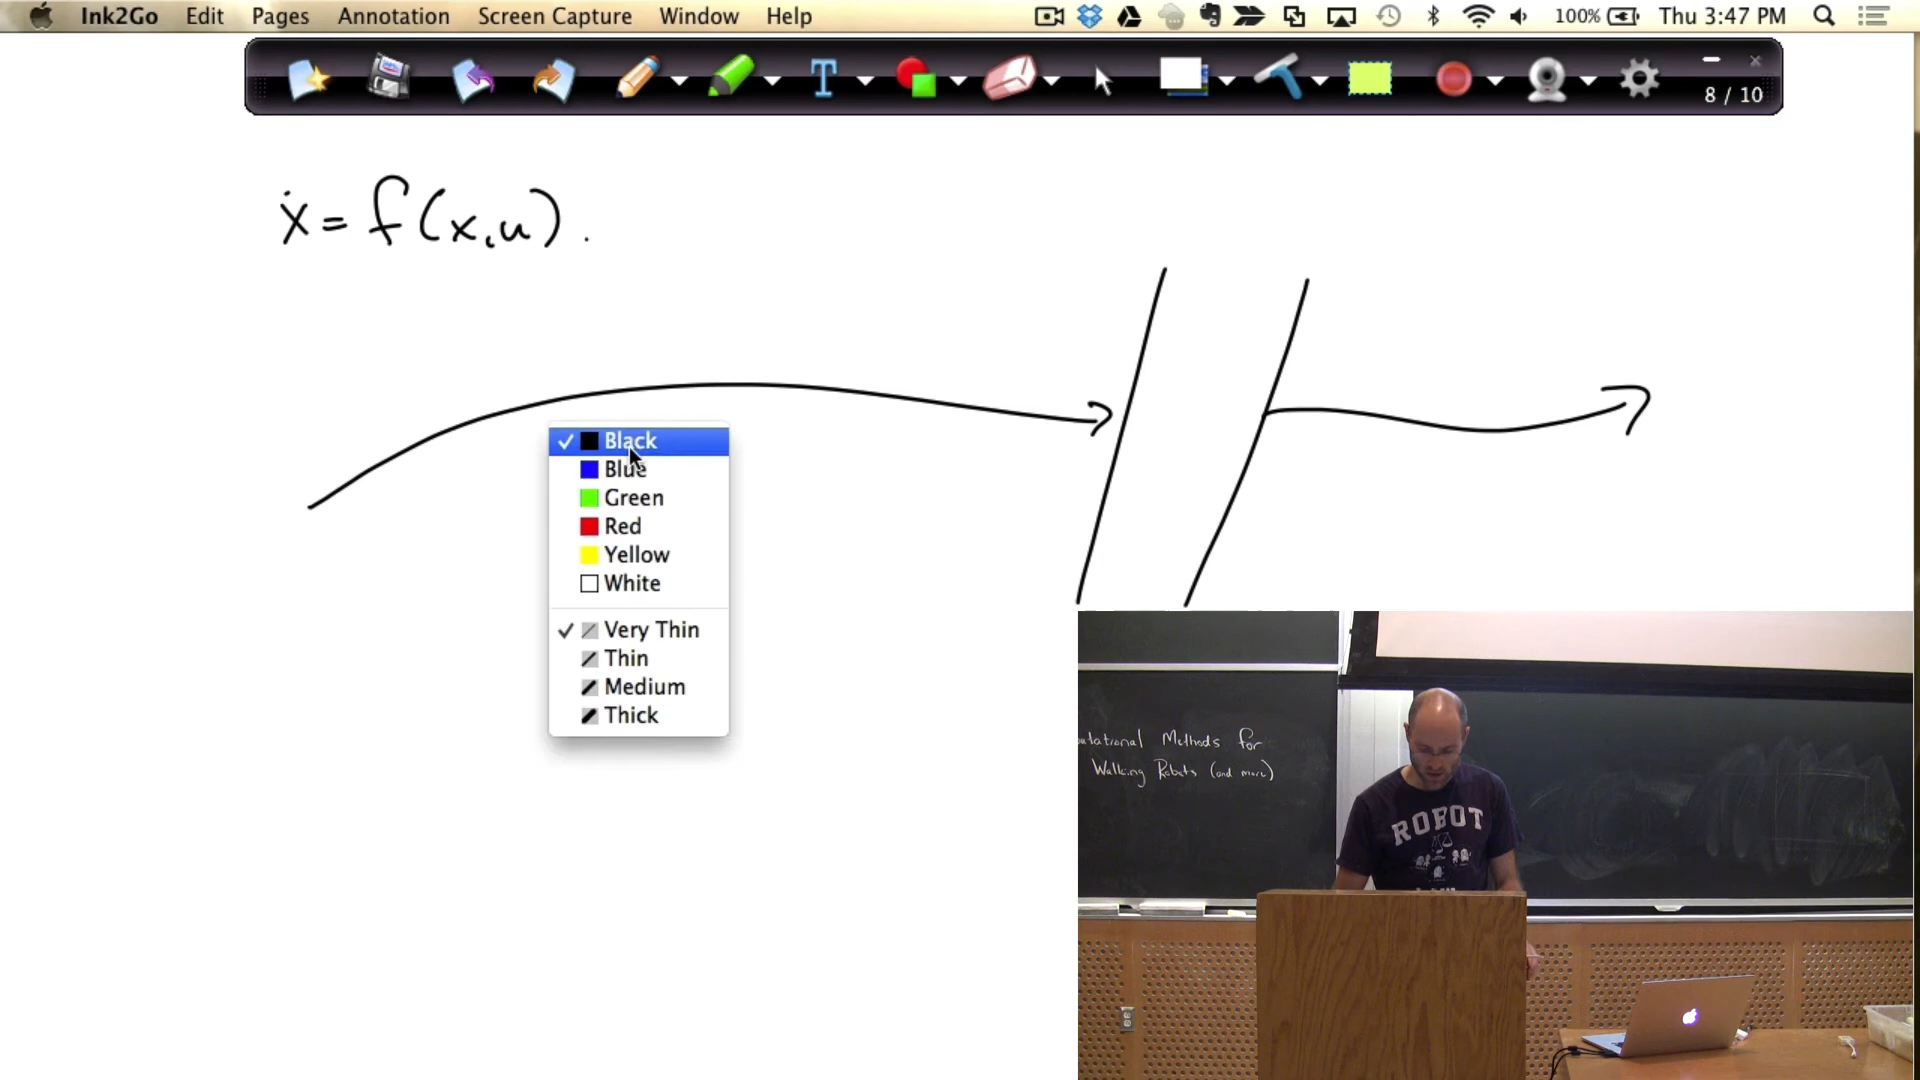 Ink2Go Edit Pages Annotation Screen Capture Window Help 100% Thu 3:47 PM
T
8 / 10
ẋ = f(x,u).
Black
Blue
Green
Red
Yellow
White
Very Thin
Thin
Medium
Thick
Methods for
Walking Robots (and more)
ROBOT